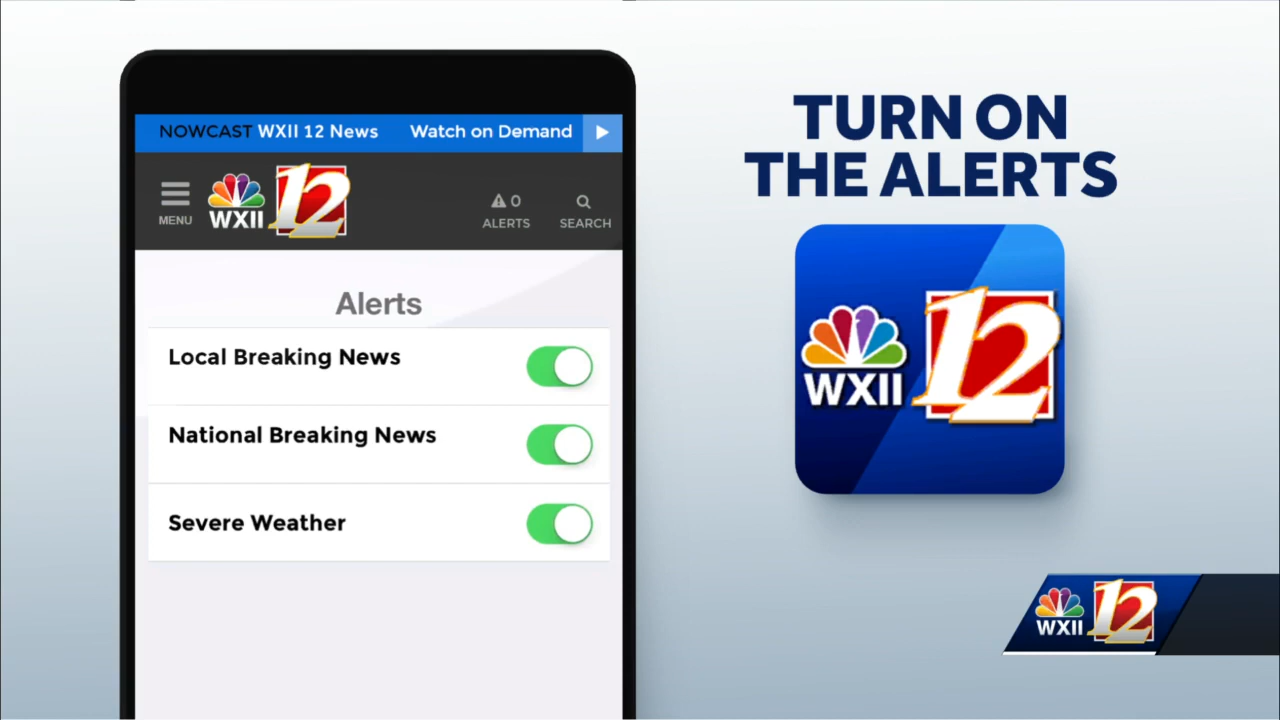 NOWCAST WXII 12 News Watch on Demand
MENU
WXII 12
0
ALERTS
SEARCH
Alerts
Local Breaking News
National Breaking News
Severe Weather
TURN ON
THE ALERTS
WXII 12
WXII 12